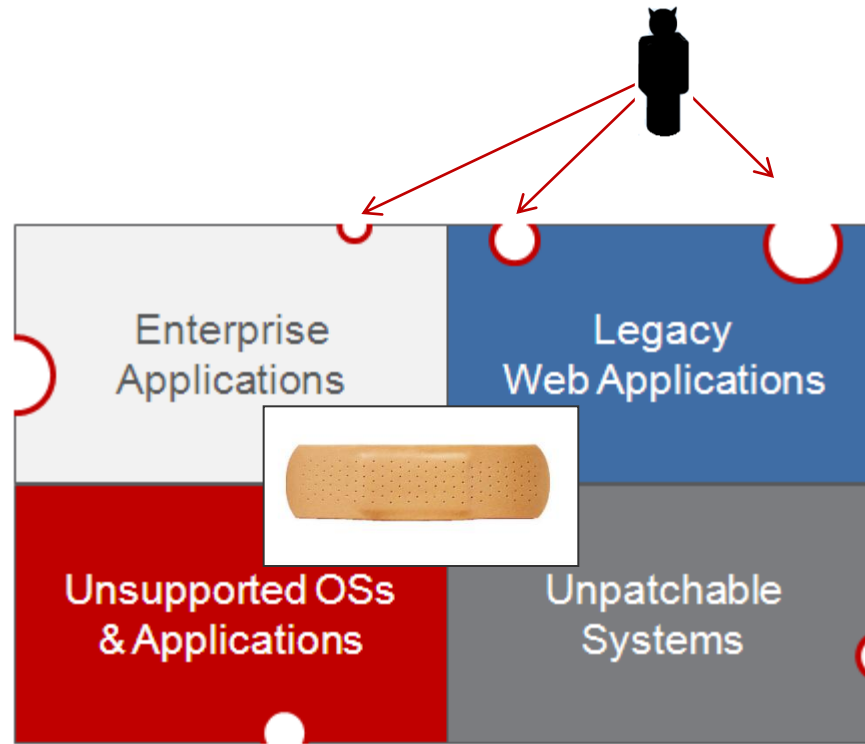 Enterprise
Applications
Legacy
Web Applications
Unsupported OSs
& Applications
Unpatchable
Systems